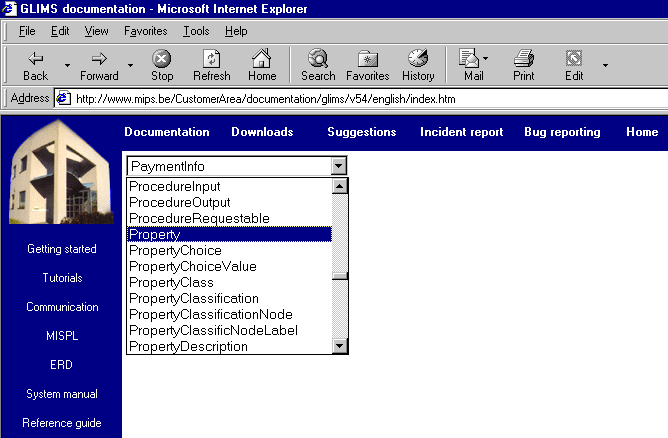 GLIMS documentation - Microsoft Internet Explorer
File Edit View Favorites Tools Help
Back Forward Stop Refresh Home Search Favorites History Mail Print Edit
Address http://www.mips.be/CustomerArea/documentation/glims/v54/english/index.htm
Documentation Downloads Suggestions Incident report Bug reporting Home
PaymentInfo
ProcedureInput
ProcedureOutput
ProcedureRequestable
Property
PropertyChoice
PropertyChoiceValue
PropertyClass
PropertyClassification
PropertyClassificationNode
PropertyClassificNodeLabel
PropertyDescription
Getting started
Tutorials
Communication
MISPL
ERD
System manual
Reference guide